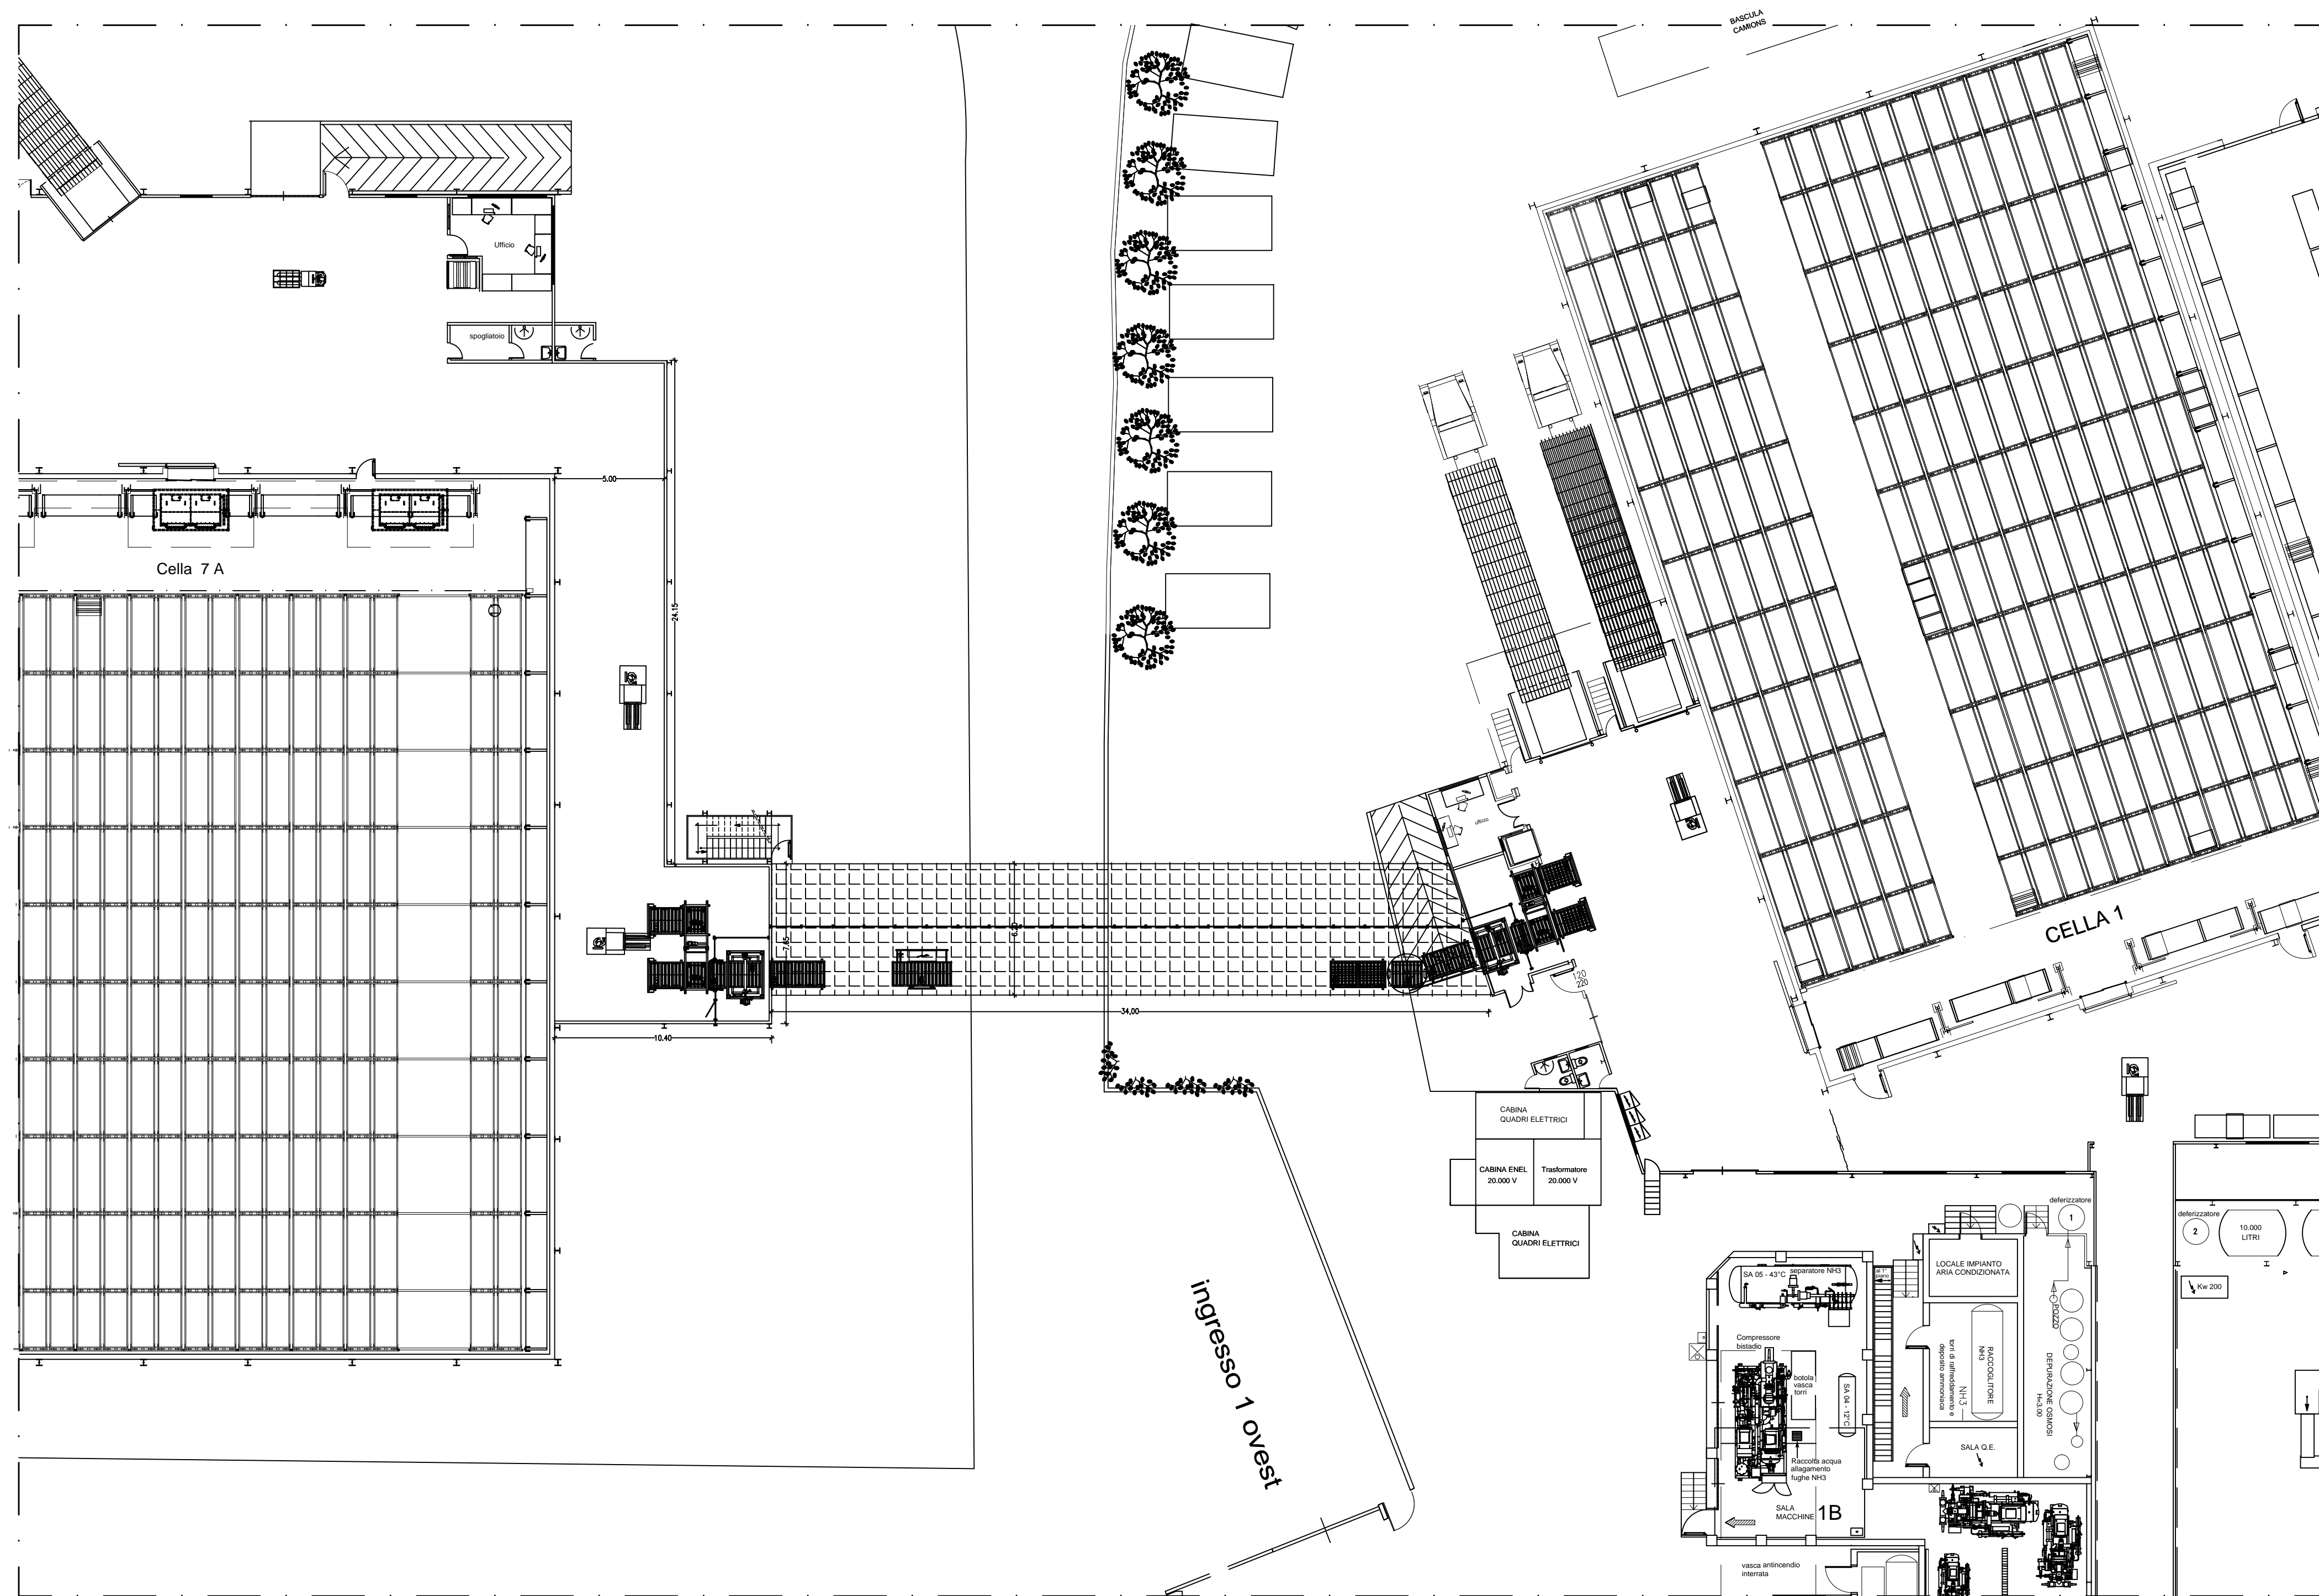 BASCULA
CAMIONS
Ufficio
spogliatoio
5.00
Cella 7 A
24.15
ufficio
CELLA 1
7.65
6.20
120
220
34,00
10.40
CABINA
QUADRI ELETTRICI
CABINA ENEL
20.000 V
Trasformatore
20.000 V
CABINA
QUADRI ELETTRICI
ingresso 1 ovest
deferizzatore
1
deferizzatore
2
10.000
LITRI
Kw 200
LOCALE IMPIANTO
ARIA CONDIZIONATA
al 1°
piano
SA 05 - 43°C
separatore NH3
POZZO
Compressore
bistadio
botola
vasca
torri
SA 04 - 12°C
torri di raffreddamento e
deposito ammoniaca
NH3
RACCOGLITORE
NH3
DEPURAZIONE OSMOSI
H=3.00
SALA Q.E.
Raccolta acqua
allagamento
fughe NH3
SALA
MACCHINE
1B
vasca antincendio
interrata